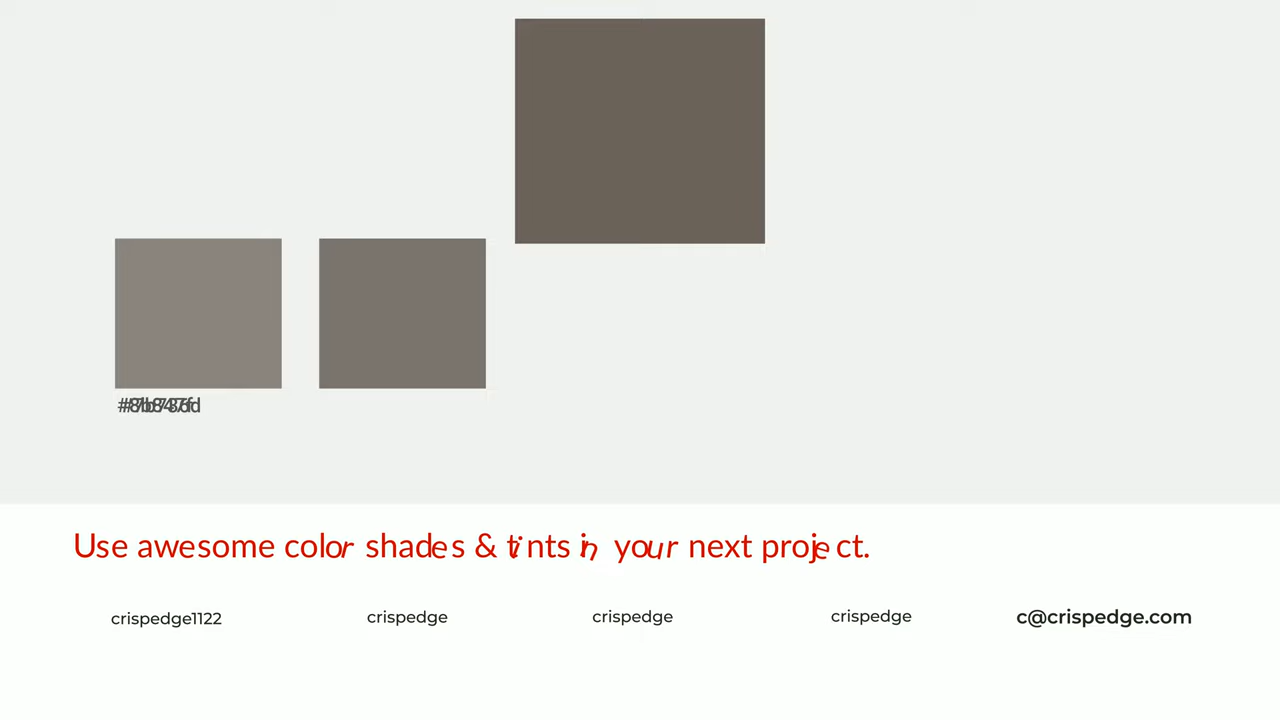 Use awesome color shades & tints in your next project.
crispedge1122 crispedge crispedge crispedge c@crispedge.com